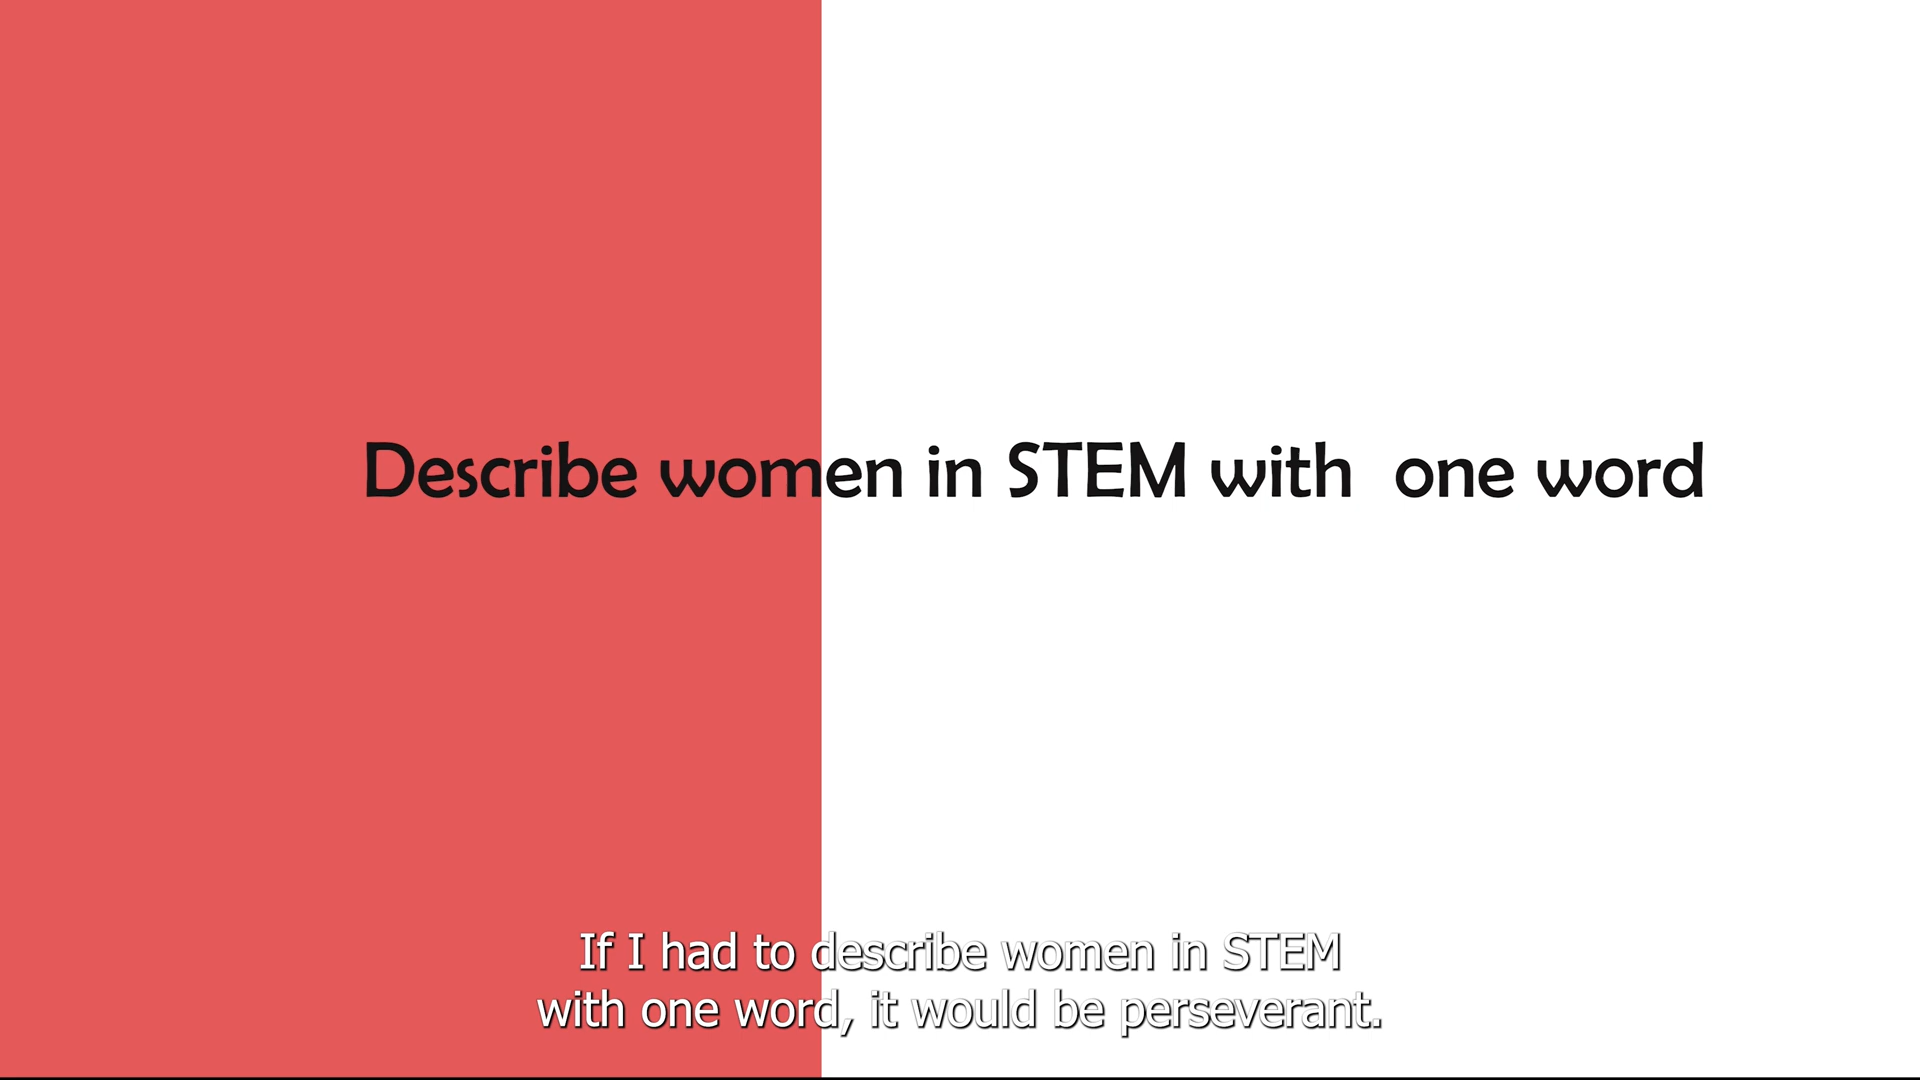 Describe women in STEM with  one word
If I had to describe women in STEM
with one word, it would be perseverant.